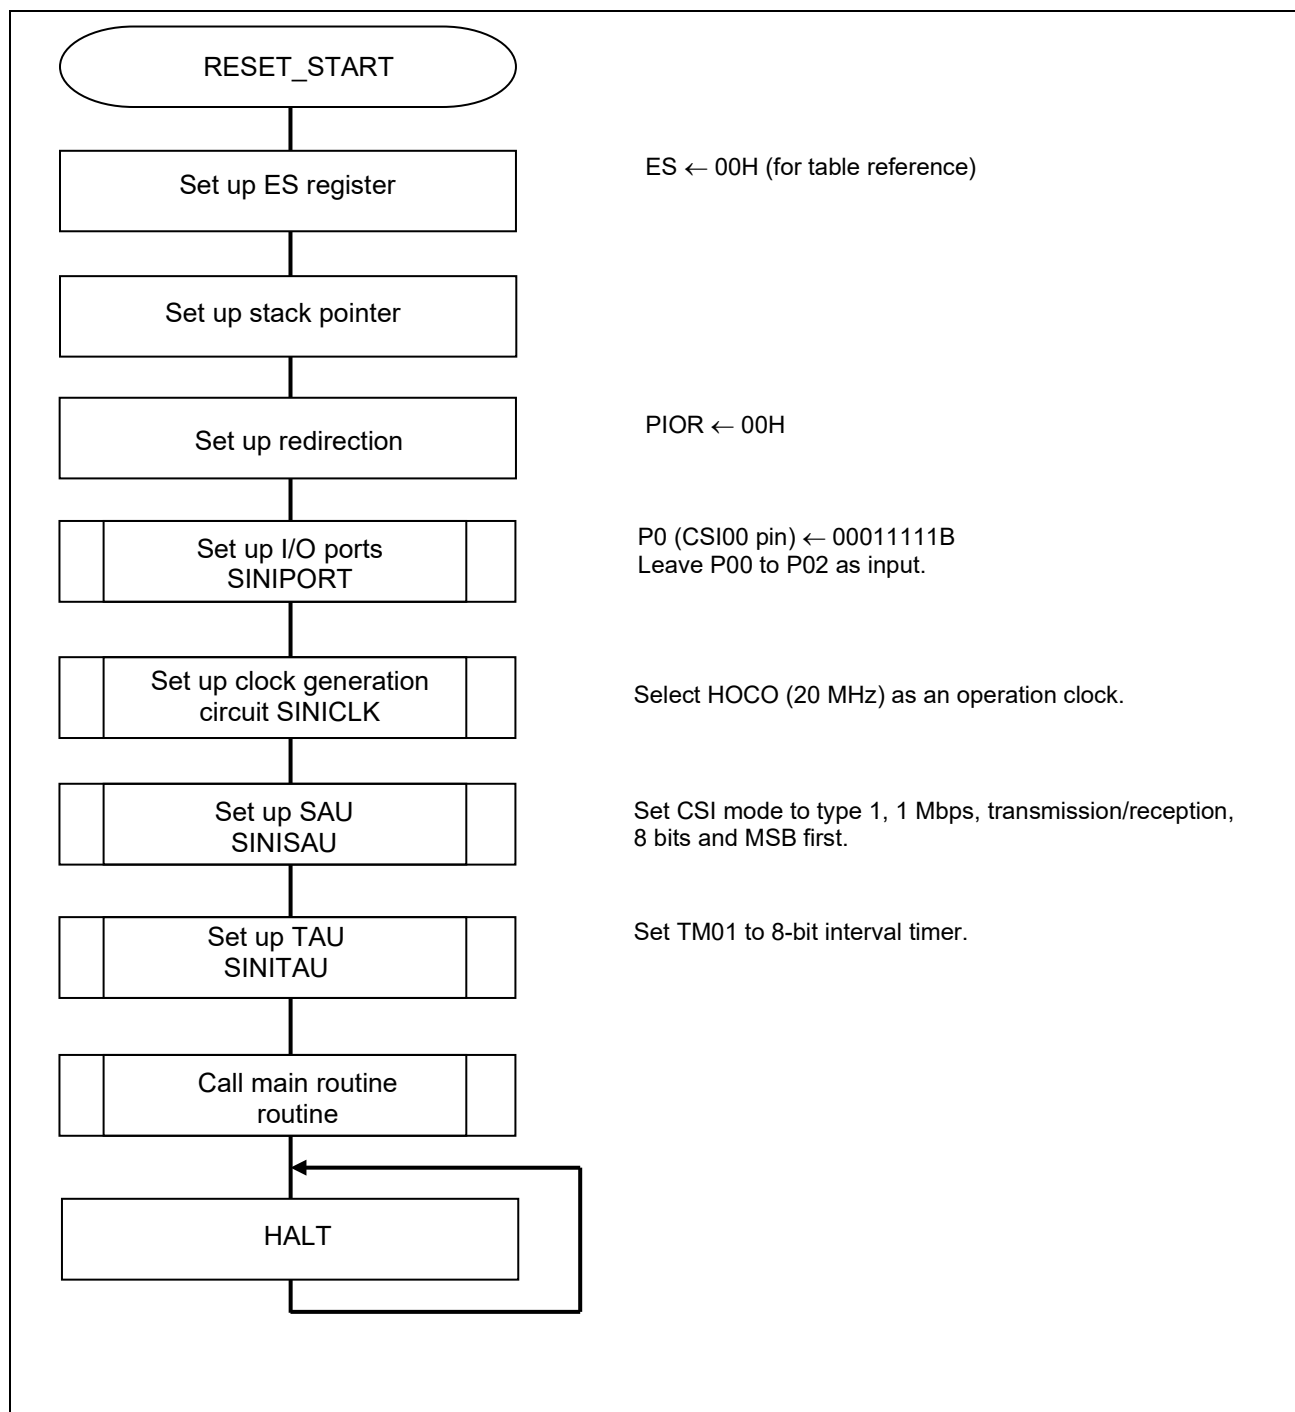 RESET_START
Set up ES register
ES ← 00H (for table reference)
Set up stack pointer
Set up redirection
PIOR ← 00H
Set up I/O ports
SINIPORT
P0 (CSI00 pin) ← 00011111B
Leave P00 to P02 as input.
Set up clock generation
circuit SINICLK
Select HOCO (20 MHz) as an operation clock.
Set up SAU
SINISAU
Set CSI mode to type 1, 1 Mbps, transmission/reception,
8 bits and MSB first.
Set up TAU
SINITAU
Set TM01 to 8-bit interval timer.
Call main routine
routine
HALT